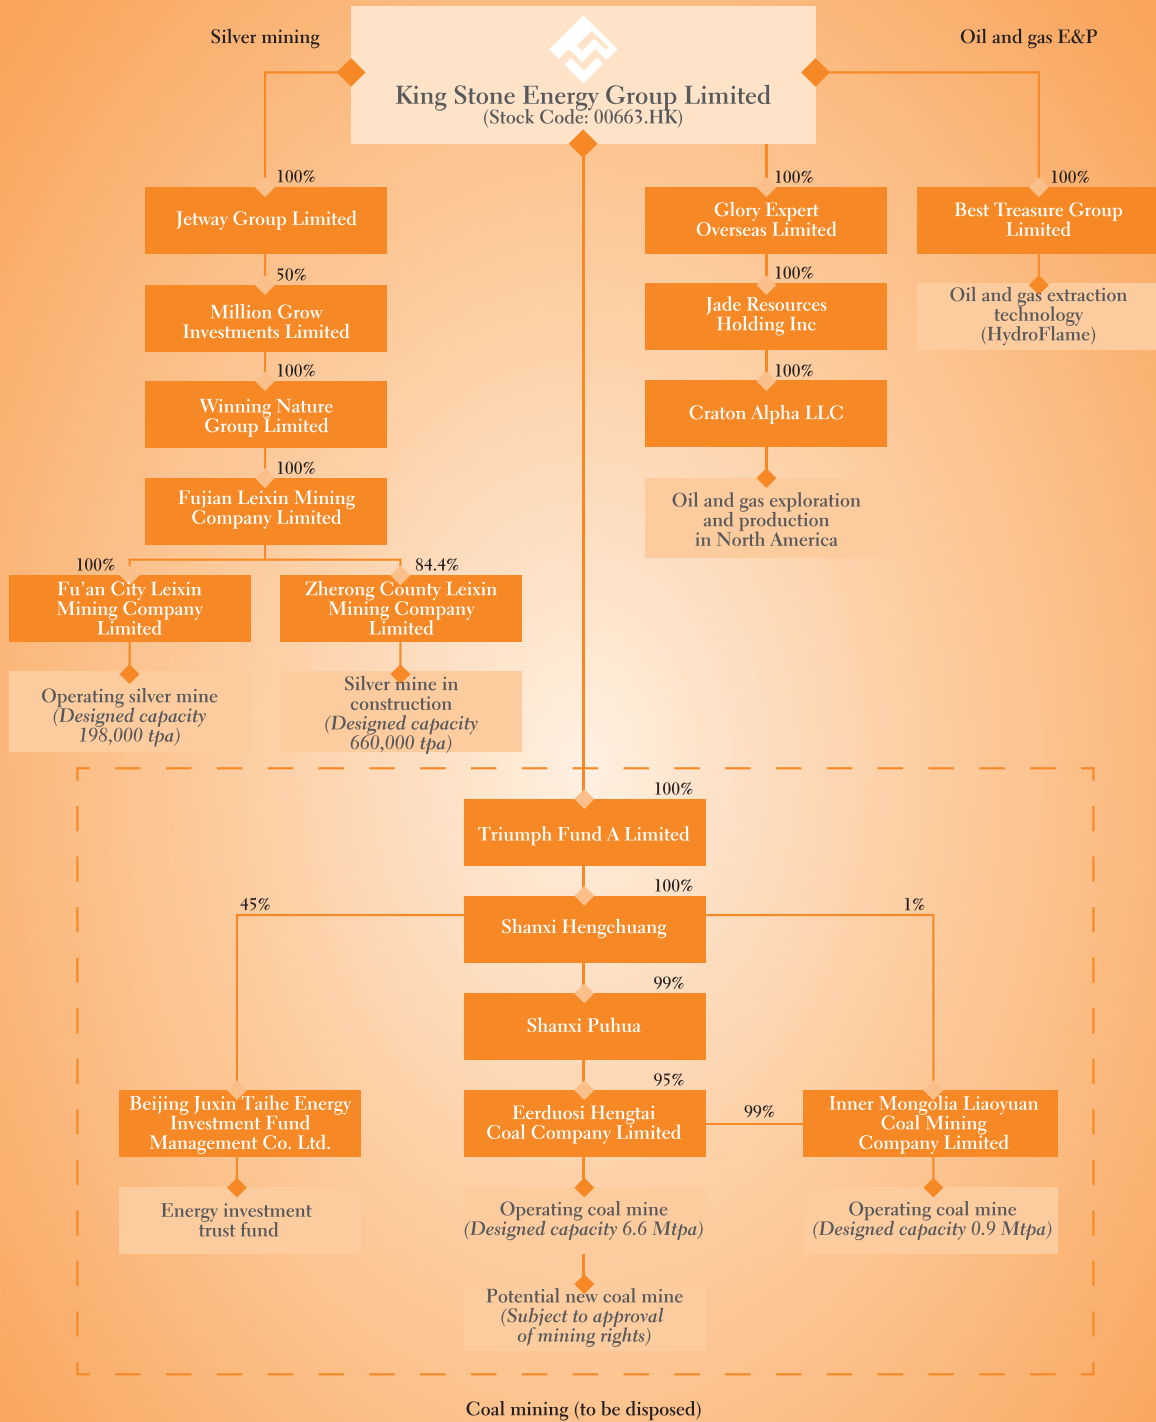 Silver mining
Oil and gas E&P
King Stone Energy Group Limited
(Stock Code: 00663.HK)
100%
Jetway Group Limited
50%
Million Grow
Investments Limited
100%
Winning Nature
Group Limited
100%
Fujian Leixin Mining
Company Limited
100%
Fu’an City Leixin
Mining Company
Limited
Operating silver mine
(Designed capacity
198,000 tpa)
84.4%
Zherong County Leixin
Mining Company
Limited
Silver mine in
construction
(Designed capacity
660,000 tpa)
100%
Glory Expert
Overseas Limited
100%
Jade Resources
Holding Inc
100%
Craton Alpha LLC
Oil and gas exploration
and production
in North America
100%
Best Treasure Group
Limited
Oil and gas extraction
technology
(HydroFlame)
100%
Triumph Fund A Limited
100%
Shanxi Hengchuang
45%
1%
99%
Shanxi Puhua
95%
Beijing Juxin Taihe Energy
Investment Fund
Management Co. Ltd.
Energy investment
trust fund
Eerduosi Hengtai
Coal Company Limited
99%
Operating coal mine
(Designed capacity 6.6 Mtpa)
Potential new coal mine
(Subject to approval
of mining rights)
Inner Mongolia Liaoyuan
Coal Mining
Company Limited
Operating coal mine
(Designed capacity 0.9 Mtpa)
Coal mining (to be disposed)